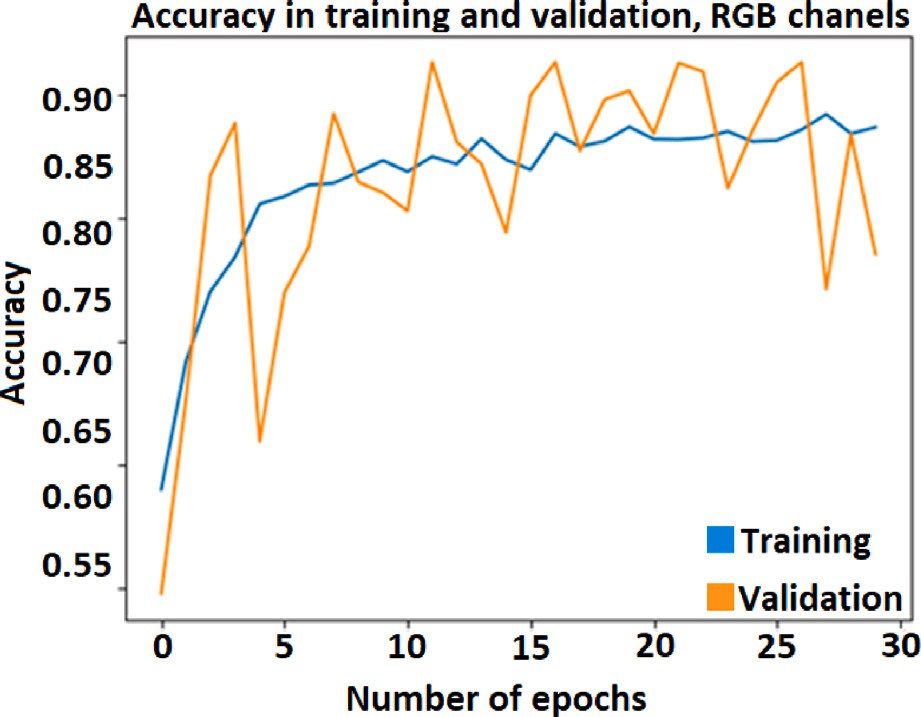 Accuracy in training and validation, RGB chanels
0.90
0.85
0.80
0.75
0.70
0.65
0.60
0.55
Accuracy
Training
Validation
0 5 10 15 20 25 30
Number of epochs